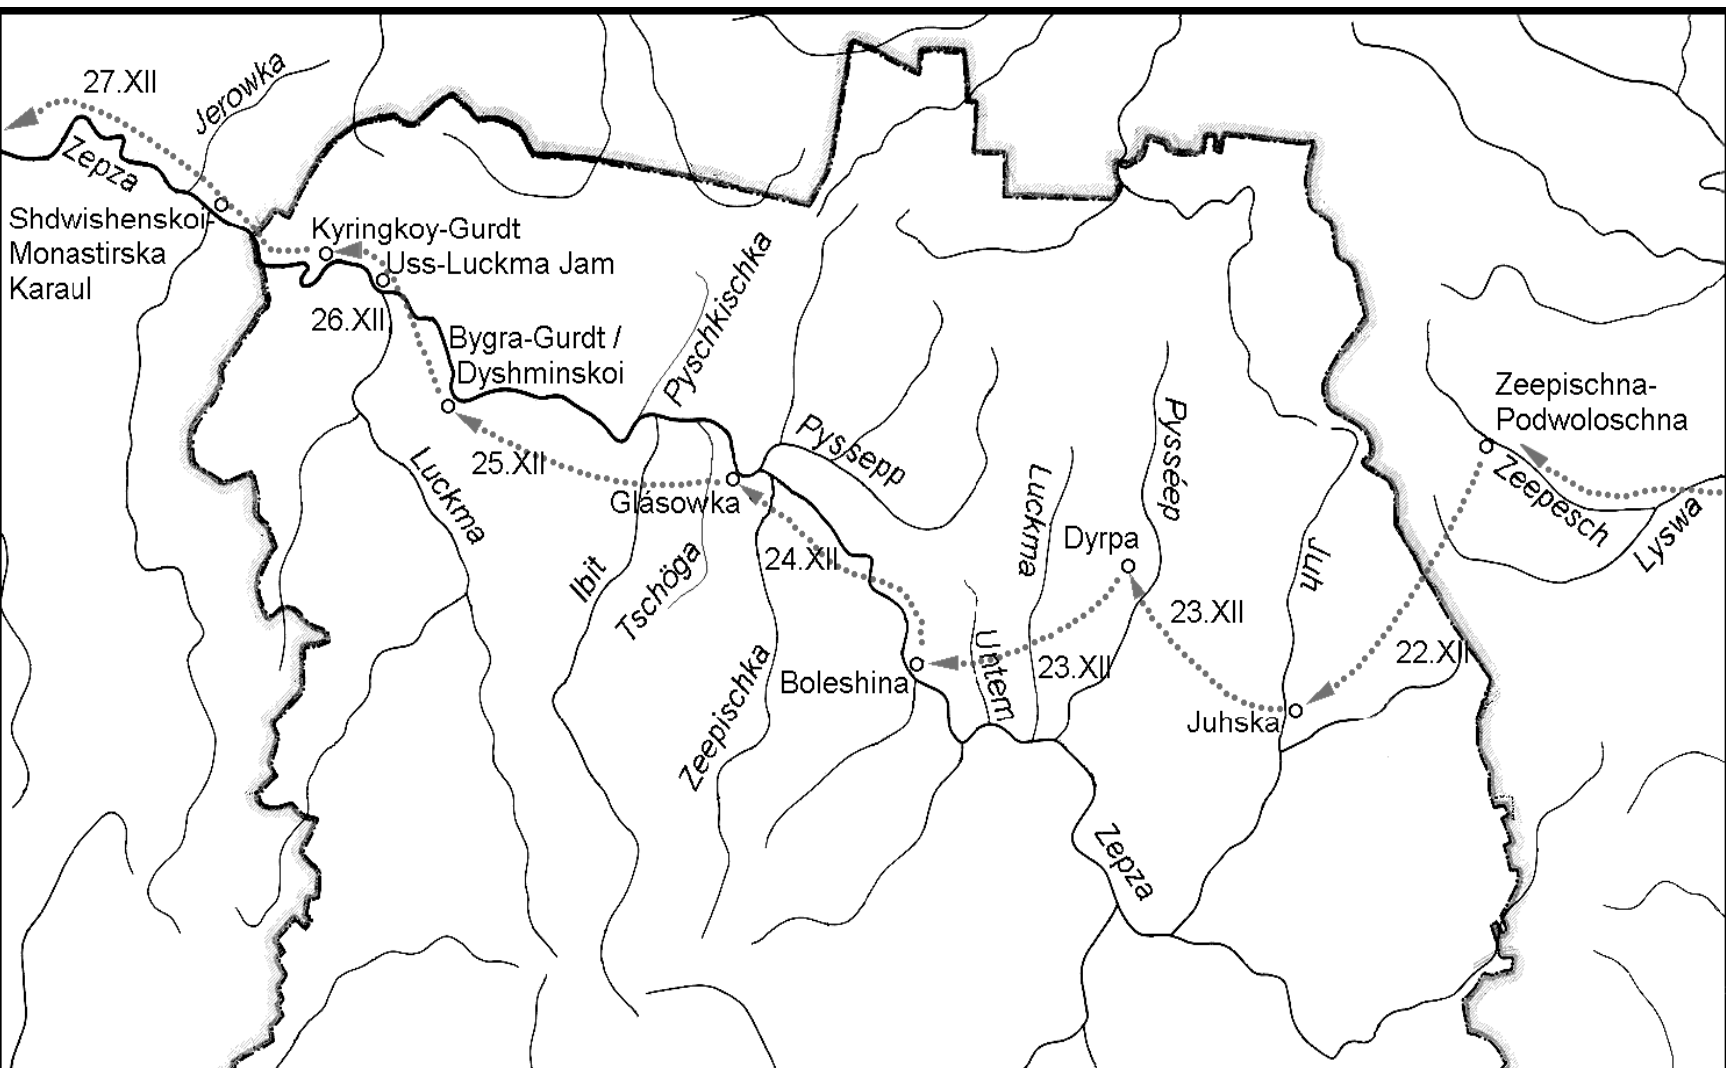 27.XII
Jerowka
Zepza
Shdwishenskoi-
Monastirska
Karaul
Kyringkoy-Gurdt
Uss-Luckma Jam
26.XII
Bygra-Gurdt /
Dyshminskoi
Pyschkischka
Zeepischna-
Podwoloschna
Pyssepp
Pysséep
25.XII
Luckma
Glásowka
Luckma
Zeepesch
Lyswa
Dyrpa
24.XII
Ibit
Tschöga
Juh
23.XII
22.XII
23.XII
Untem
Boleshina
Zeepischka
Juhska
Zepza